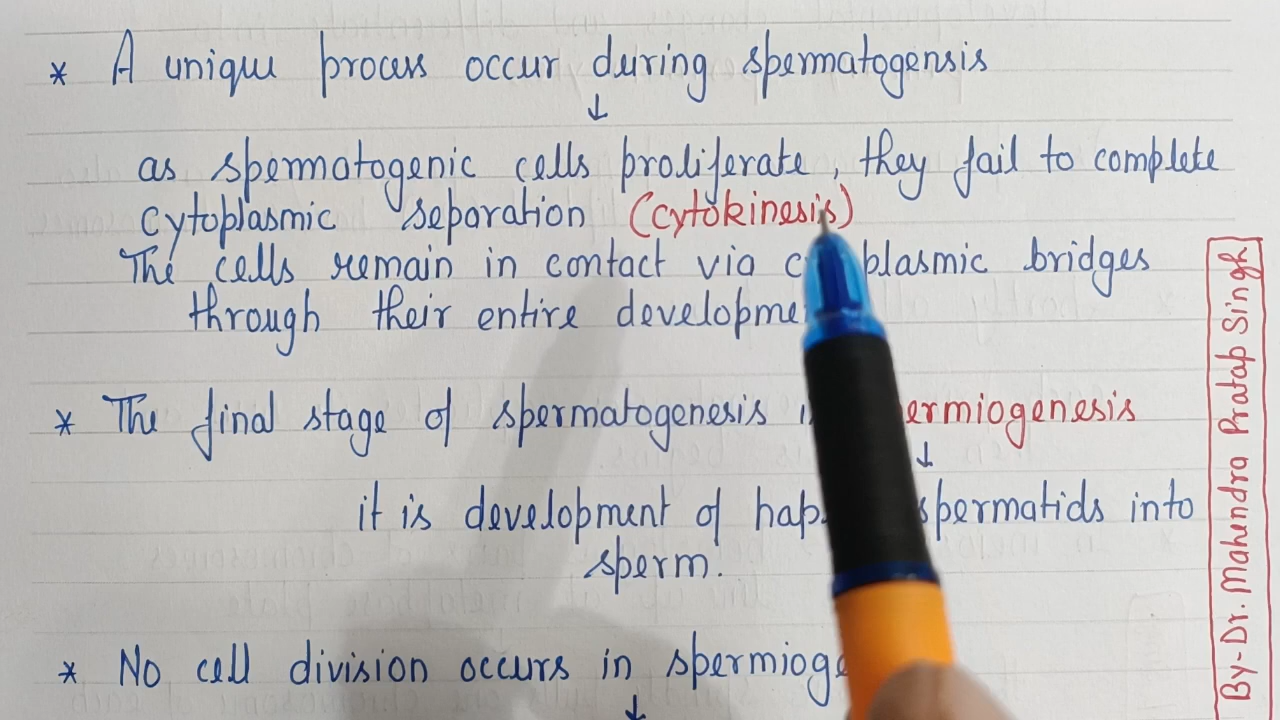 * A unique process occur during spermatogensis
↓
as spermatogenic cells proliferate, they fail to complete
cytoplasmic separation (cytokinesis)
The cells remain in contact via plasmic bridges
through their entire developme
* The final stage of spermatogenesis ermiogenesis
↓
it is development of hap spermatids into
sperm.
* No cell division occurs in spermioge
↓
By-Dr. Mahendra Pratap Singh